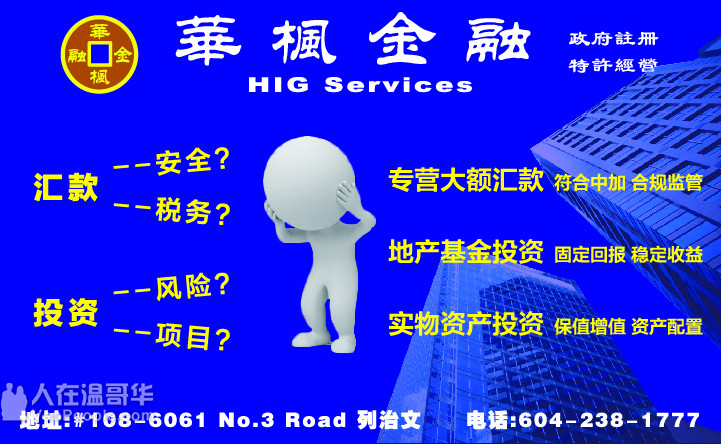 華
融 金
楓
華楓金融
HIG Services
政府註冊
特許經營
汇款
--安全?
--税务?
投资
--风险?
--项目?
专营大额汇款 符合中加 合规监管
地产基金投资 固定回报 稳定收益
实物资产投资 保值增值 资产配置
人在温哥华
VanPeople.com
地址:#108-6061 No.3 Road 列治文 电话:604-238-1777